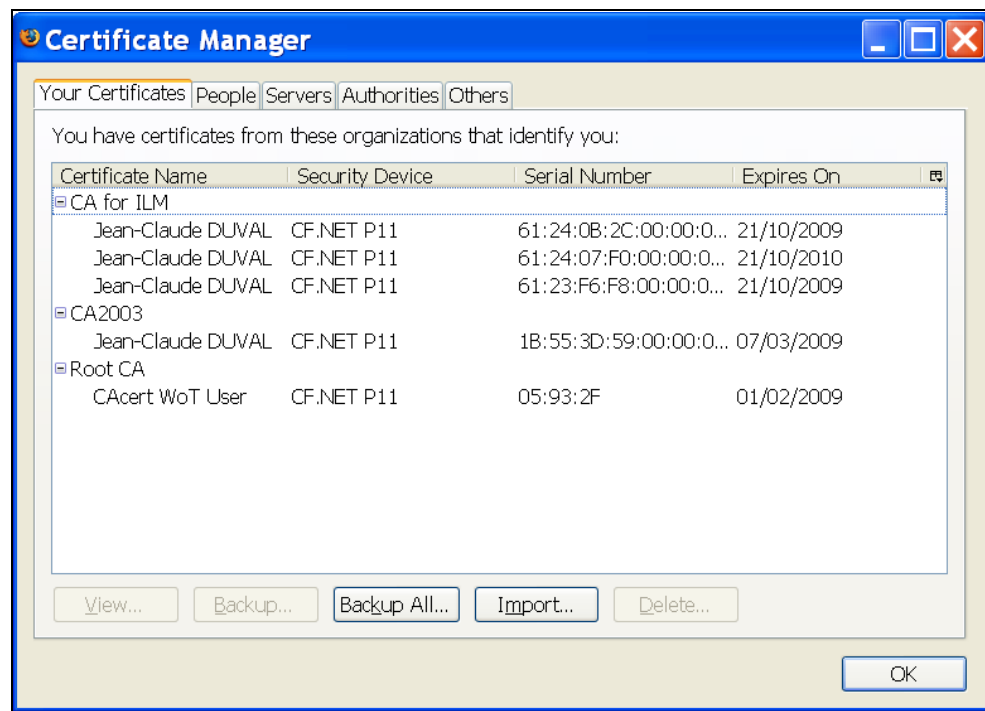 Certificate Manager
Your Certificates People Servers Authorities Others
You have certificates from these organizations that identify you:
Certificate Name Security Device Serial Number Expires On
CA for ILM
Jean-Claude DUVAL CF.NET P11 61:24:0B:2C:00:00:0... 21/10/2009
Jean-Claude DUVAL CF.NET P11 61:24:07:F0:00:00:0... 21/10/2010
Jean-Claude DUVAL CF.NET P11 61:23:F6:F8:00:00:0... 21/10/2009
CA2003
Jean-Claude DUVAL CF.NET P11 1B:55:3D:59:00:00:0... 07/03/2009
Root CA
CAcert WoT User CF.NET P11 05:93:2F 01/02/2009
View... Backup... Backup All... Import... Delete...
OK